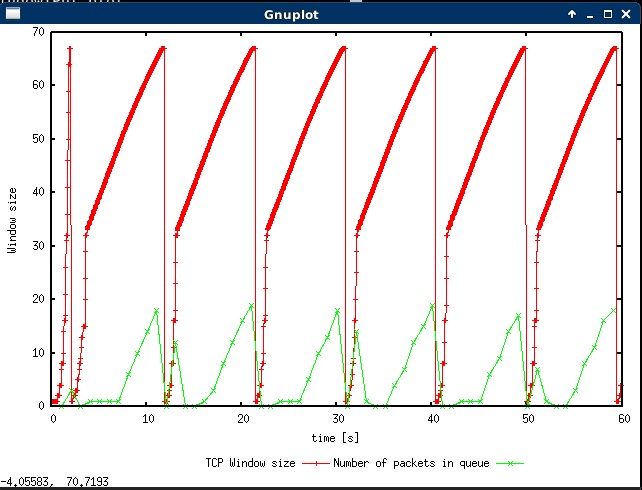 Gnuplot
70
60
50
40
30
20
10
0
Window size
0 10 20 30 40 50 60
time [s]
TCP Window size Number of packets in queue
-4.05583, 70.7193